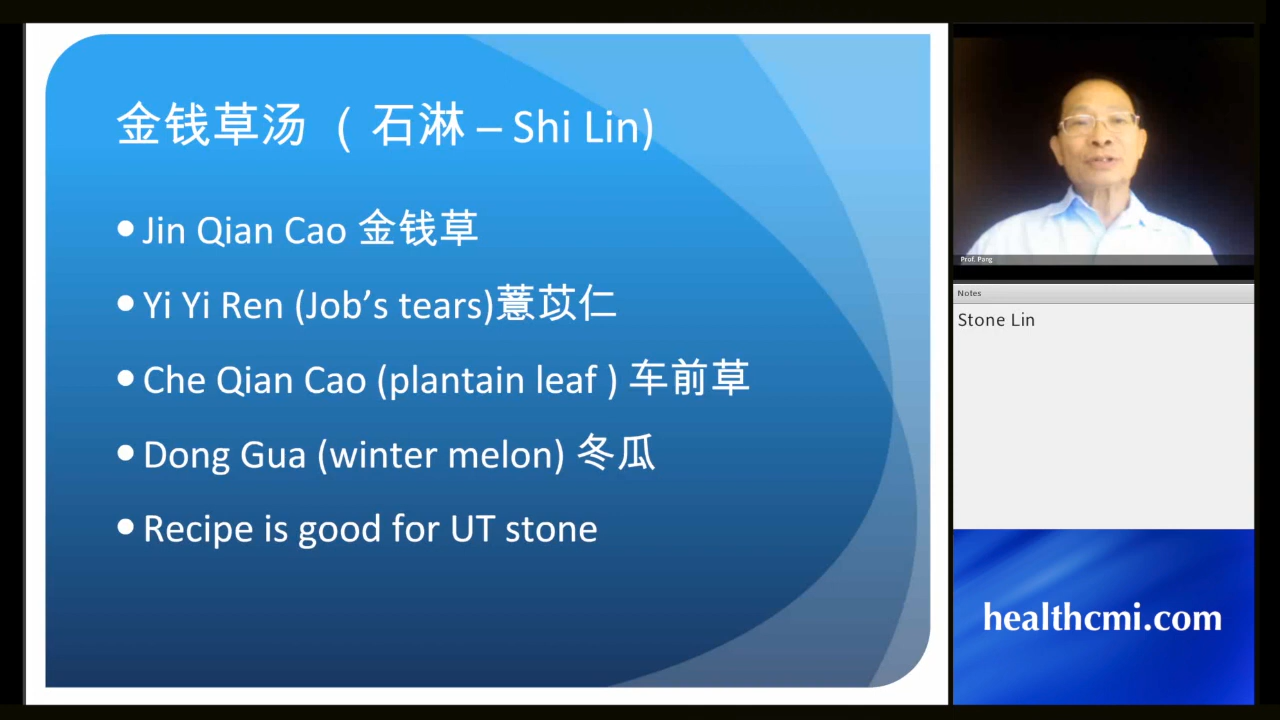 金钱草汤 ( 石淋 – Shi Lin)
• Jin Qian Cao 金钱草
• Yi Yi Ren (Job’s tears)薏苡仁
• Che Qian Cao (plantain leaf ) 车前草
• Dong Gua (winter melon) 冬瓜
• Recipe is good for UT stone
Prof. Pang
Notes
Stone Lin
healthcmi.com